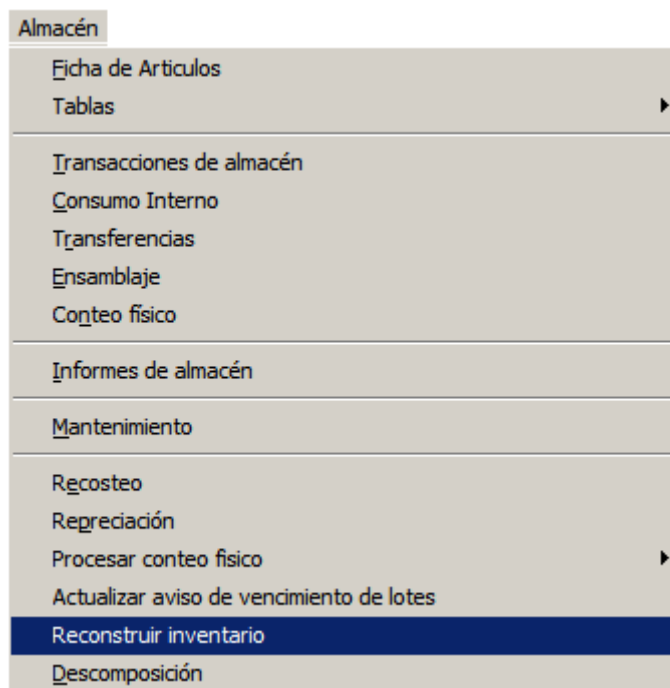 Almacén
Ficha de Articulos
Tablas
Transacciones de almacén
Consumo Interno
Transferencias
Ensamblaje
Conteo físico
Informes de almacén
Mantenimiento
Recosteo
Repreciación
Procesar conteo fisico
Actualizar aviso de vencimiento de lotes
Reconstruir inventario
Descomposición